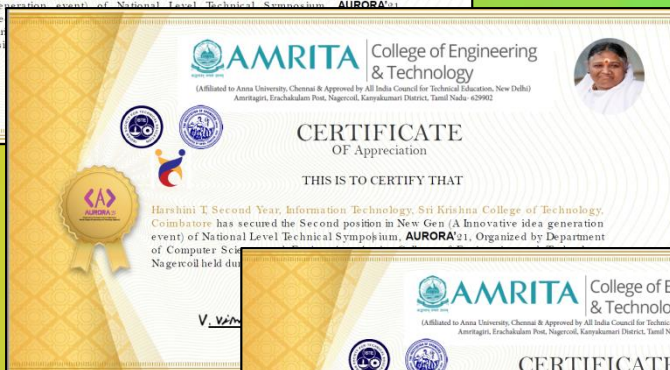 eneration event) of National Level Technical Symposium, AURORA'21
AMRITA
College of Engineering
& Technology
(Affiliated to Anna University, Chennai & Approved by All India Council for Technical Education, New Delhi)
Amritagiri, Erachakulam Post, Nagercoil, Kanyakumari District, Tamil Nadu- 629902
CERTIFICATE
OF Appreciation
THIS IS TO CERTIFY THAT
AURORA 21
Harshini T, Second Year, Information Technology, Sri Krishna College of Technology,
Coimbatore has secured the Second position in New Gen (A Innovative idea generation
event) of National Level Technical Symposium, AURORA'21, Organized by Department
of Computer Scie
Nagercoil held dur
V. Vim
AMRITA
College of E
& Technolo
(Affiliated to Anna University, Chennai & Approved by All India Council for Technic
Amritagiri, Erachakulam Post, Nagercoil, Kanyakumari District, Tamil N
CERTIFICATE